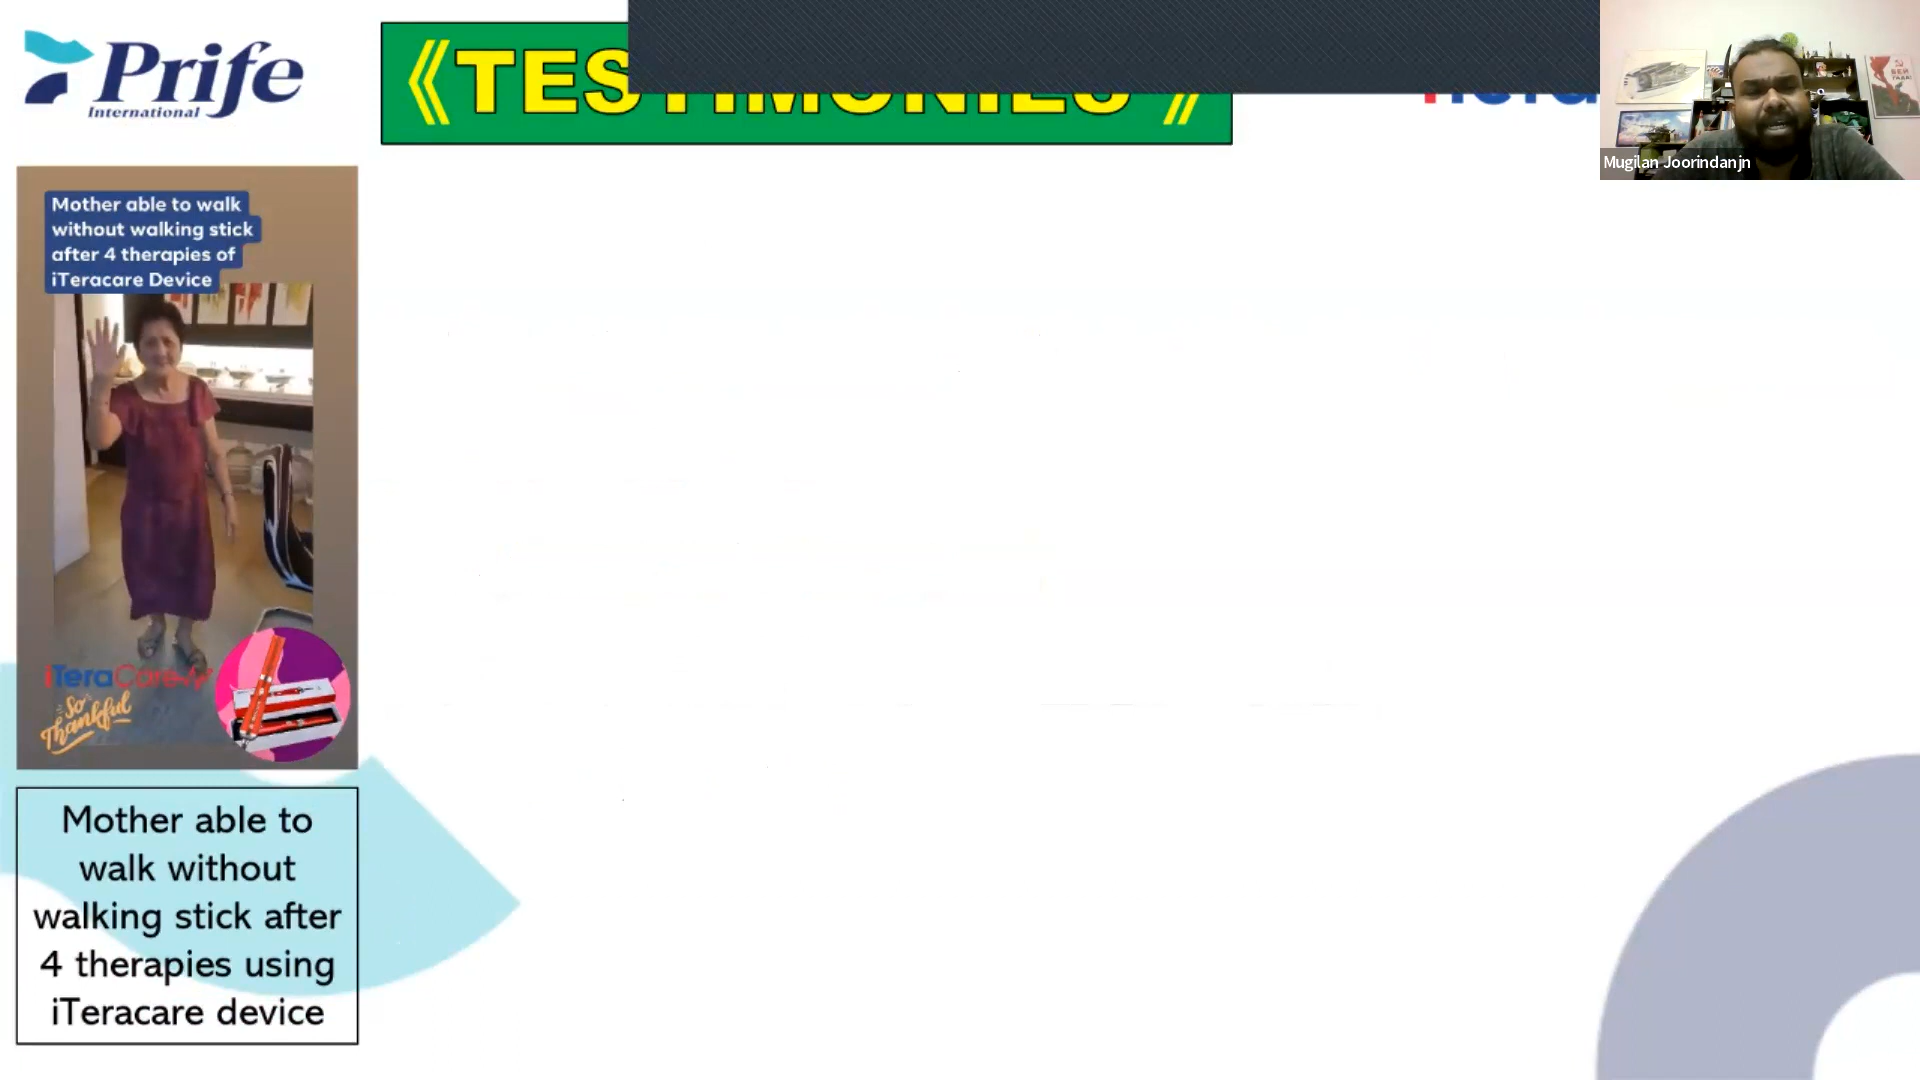 Prife
International
《TESTIMONIES》
Mugilan Joorindanjn
Mother able to walk
without walking stick
after 4 therapies of
iTeracare Device
iTeraCare
So
Thankful
Mother able to
walk without
walking stick after
4 therapies using
iTeracare device